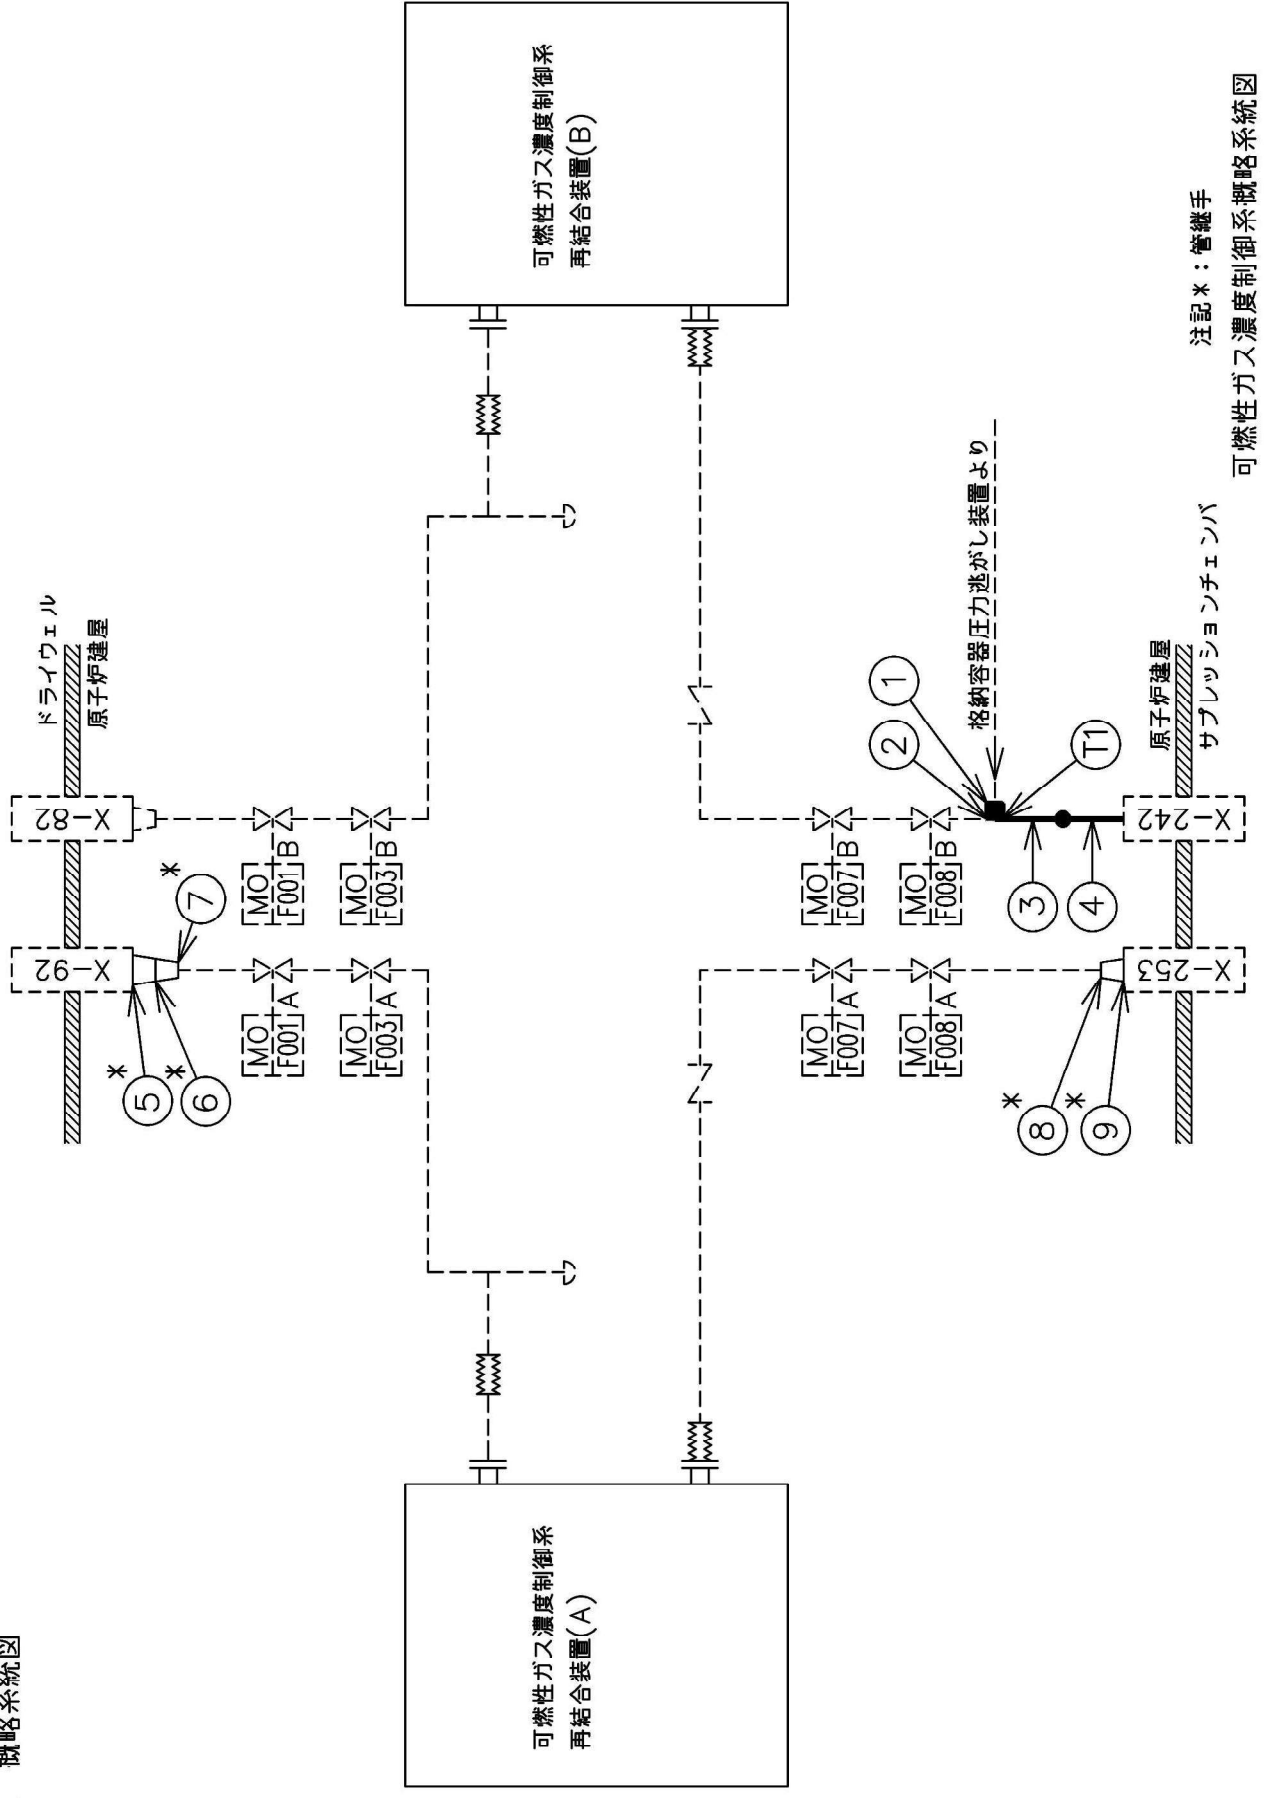 概略系統図
可燃性ガス濃度制御系
再結合装置(A)
可燃性ガス濃度制御系
再結合装置(B)
ドライウェル
原子炉建屋
X-92
X-82
5
*
6
*
7
*
MO
F001
A
MO
F003
A
MO
F001
B
MO
F003
B
MO
F007
A
MO
F008
A
MO
F007
B
MO
F008
B
1
2
格納容器圧力逃がし装置より
T1
3
4
8
*
9
*
原子炉建屋
サプレッションチェンバ
X-253
X-242
注記*:管継手
可燃性ガス濃度制御系概略系統図